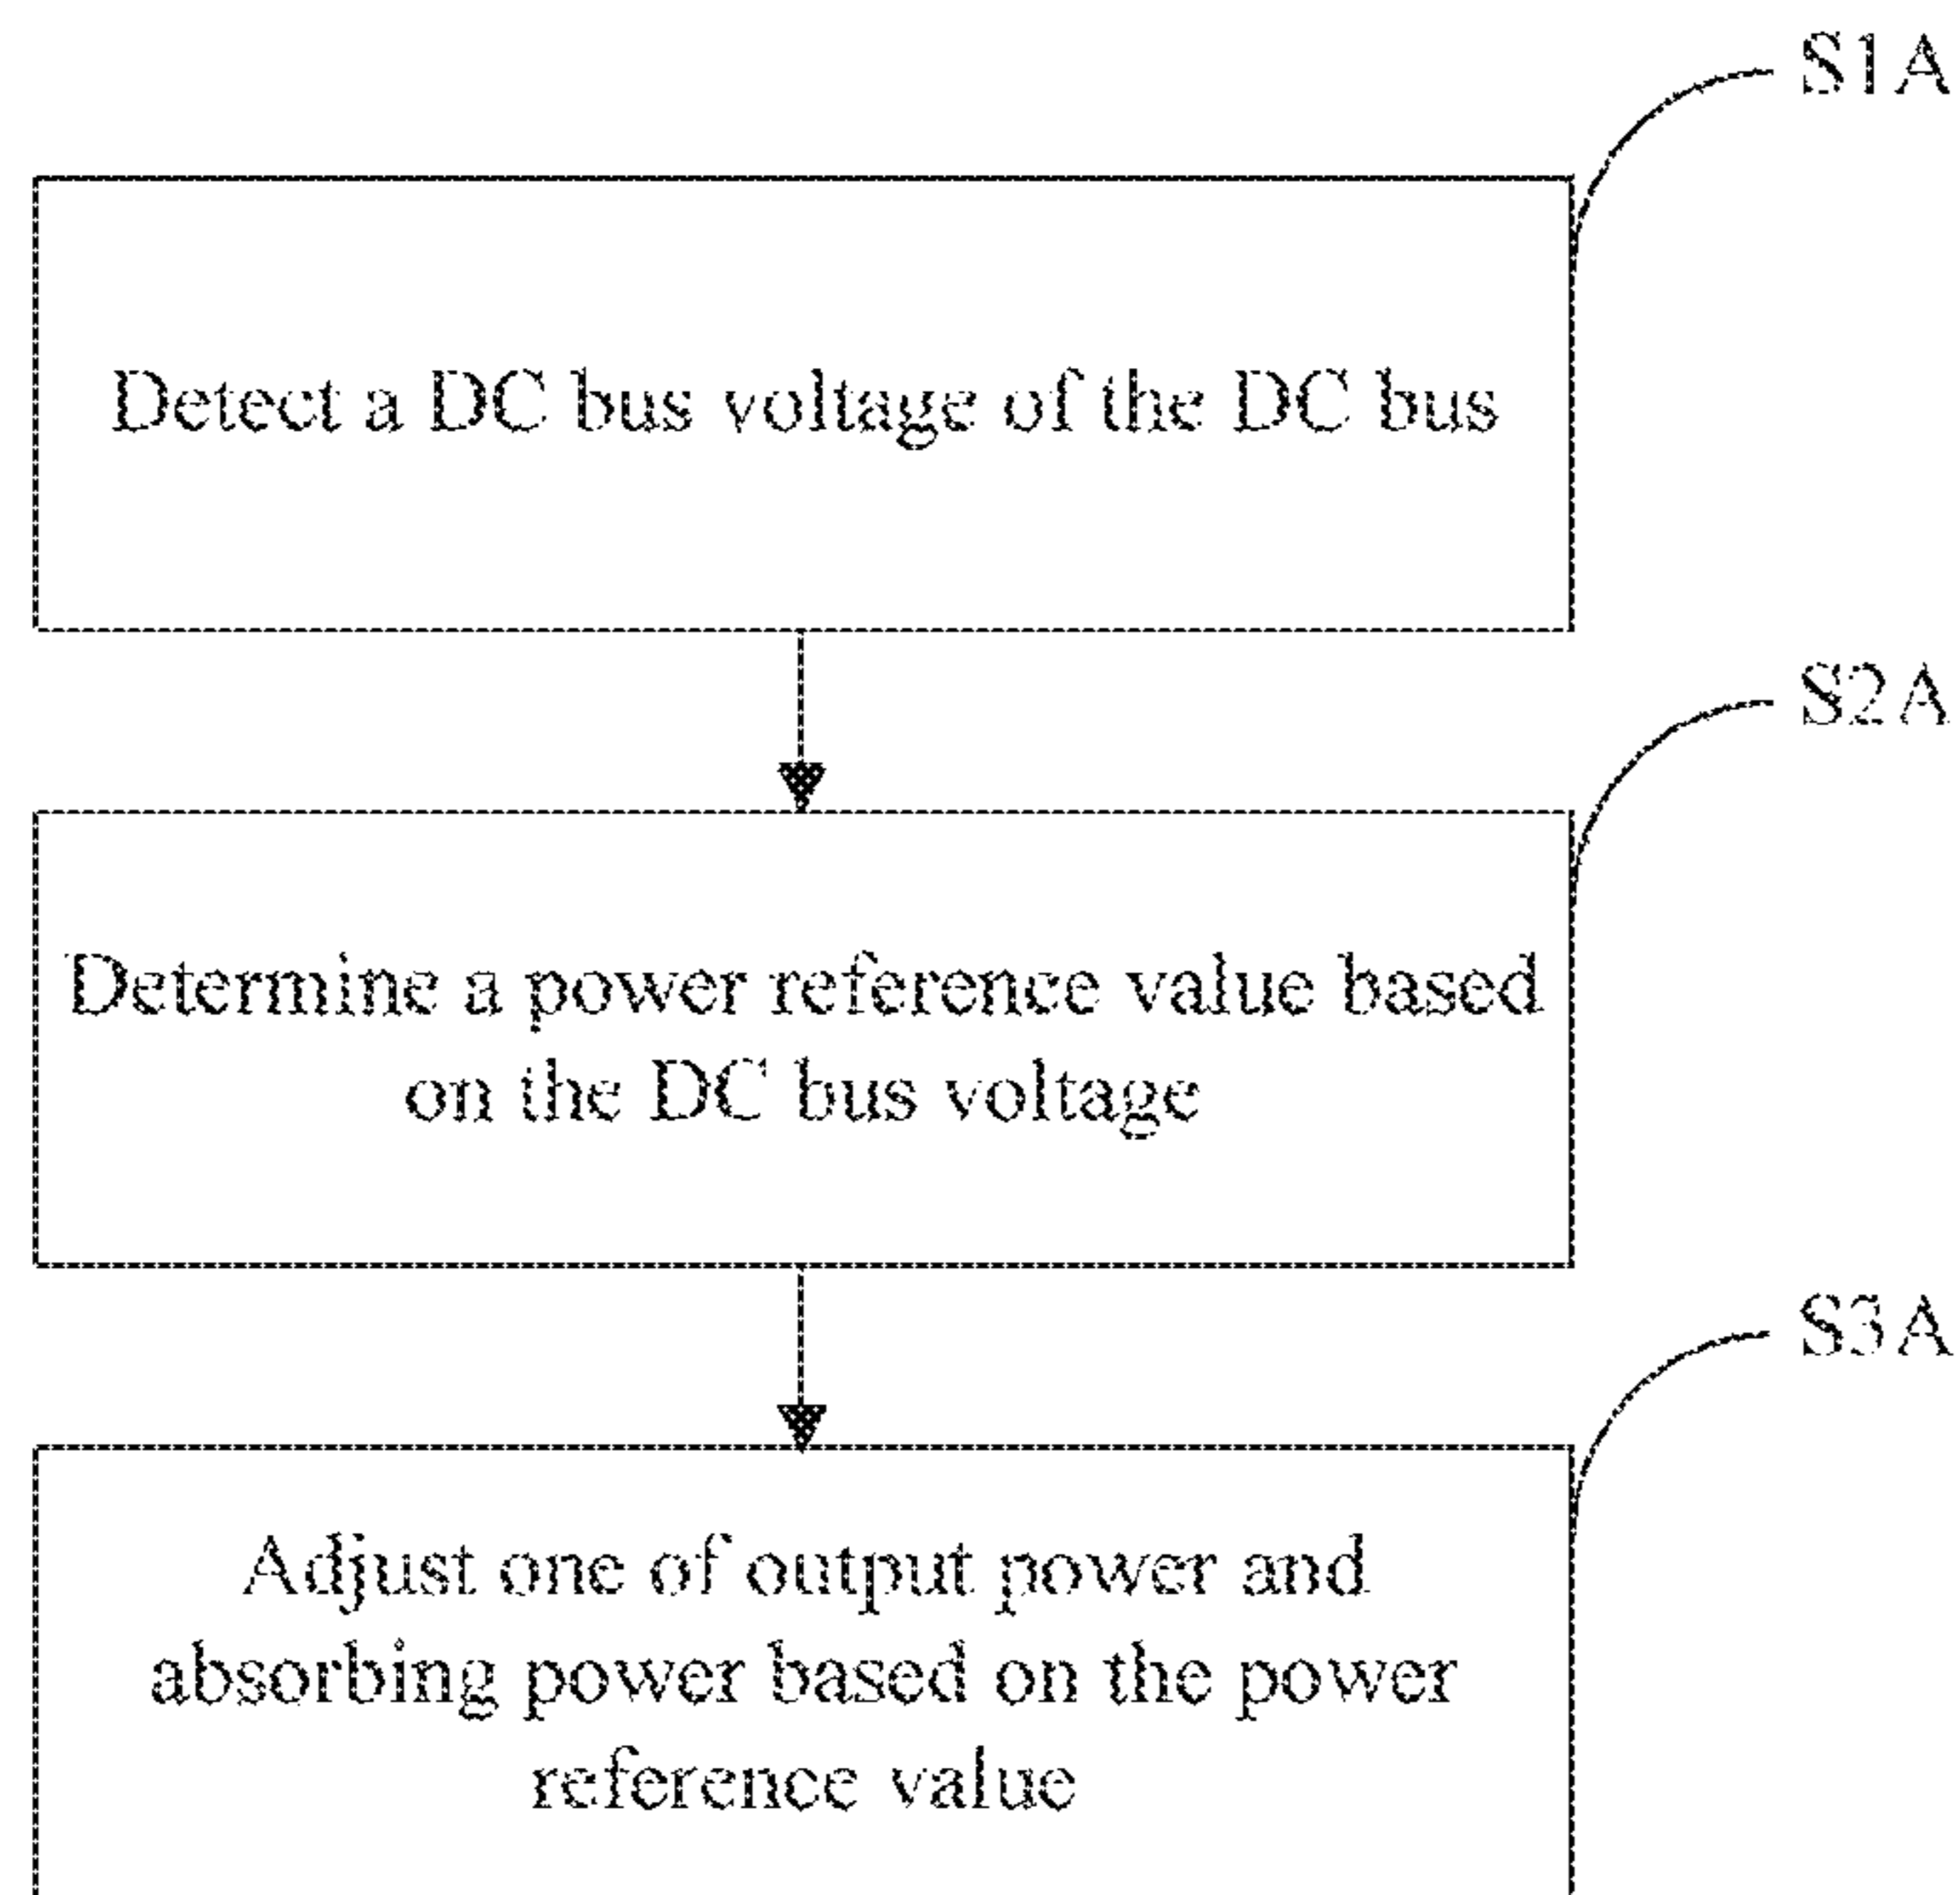 S1A
Detect a DC bus voltage of the DC bus
S2A
Determine a power reference value based
on the DC bus voltage
S3A
Adjust one of output power and
absorbing power based on the power
reference value